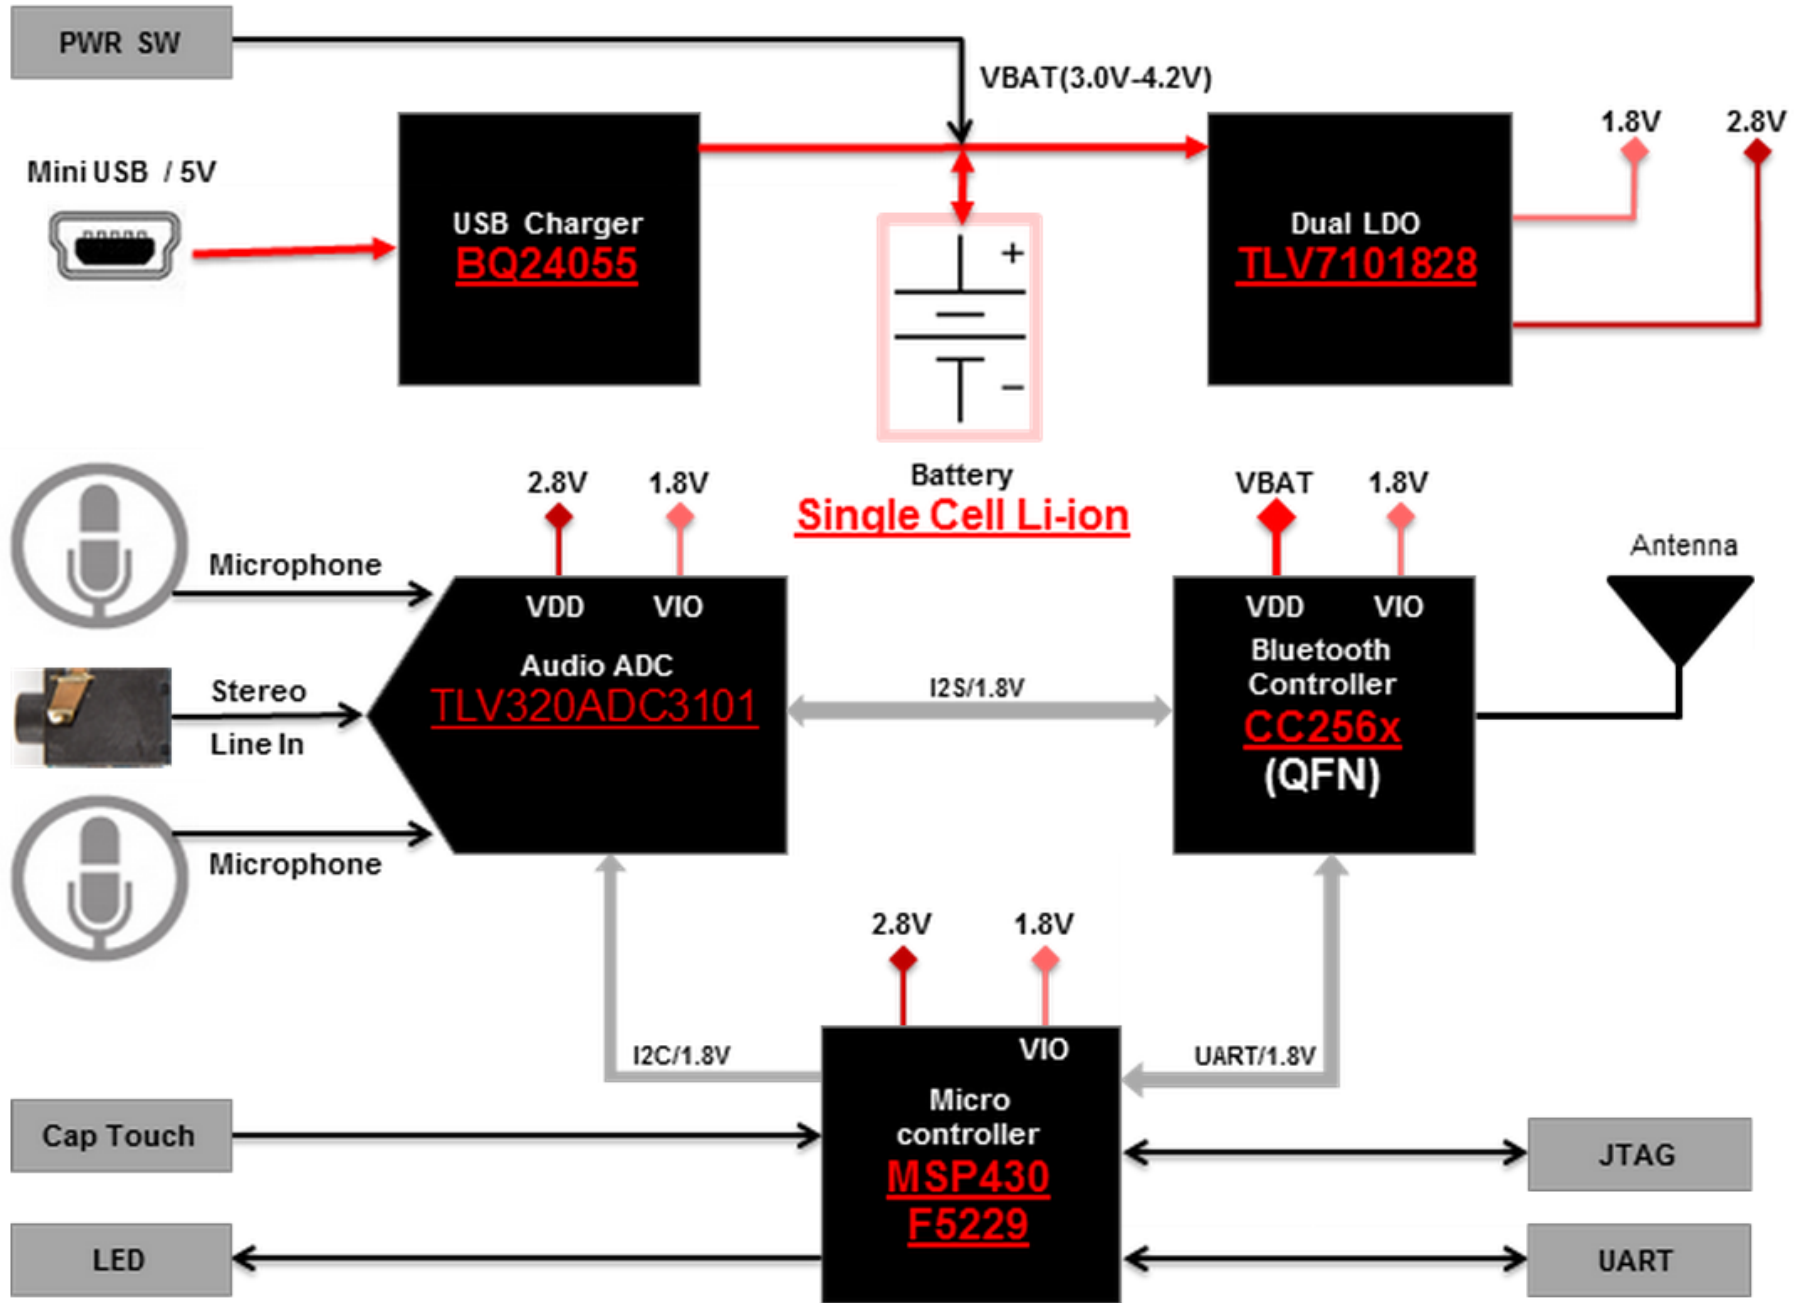 PWR SW
VBAT(3.0V-4.2V)
1.8V
2.8V
Mini USB / 5V
USB Charger
BQ24055
+
−
Dual LDO
TLV7101828
Battery
Single Cell Li-ion
2.8V
1.8V
VBAT
1.8V
Antenna
Microphone
VDD
VIO
Audio ADC
TLV320ADC3101
Stereo
Line In
I2S/1.8V
VDD
VIO
Bluetooth
Controller
CC256x
(QFN)
Microphone
2.8V
1.8V
I2C/1.8V
VIO
UART/1.8V
Micro
controller
MSP430
F5229
Cap Touch
JTAG
LED
UART